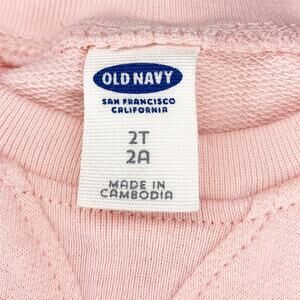 OLD NAVY
SAN FRANCISCO
CALIFORNIA
2T
2A
MADE IN
CAMBODIA